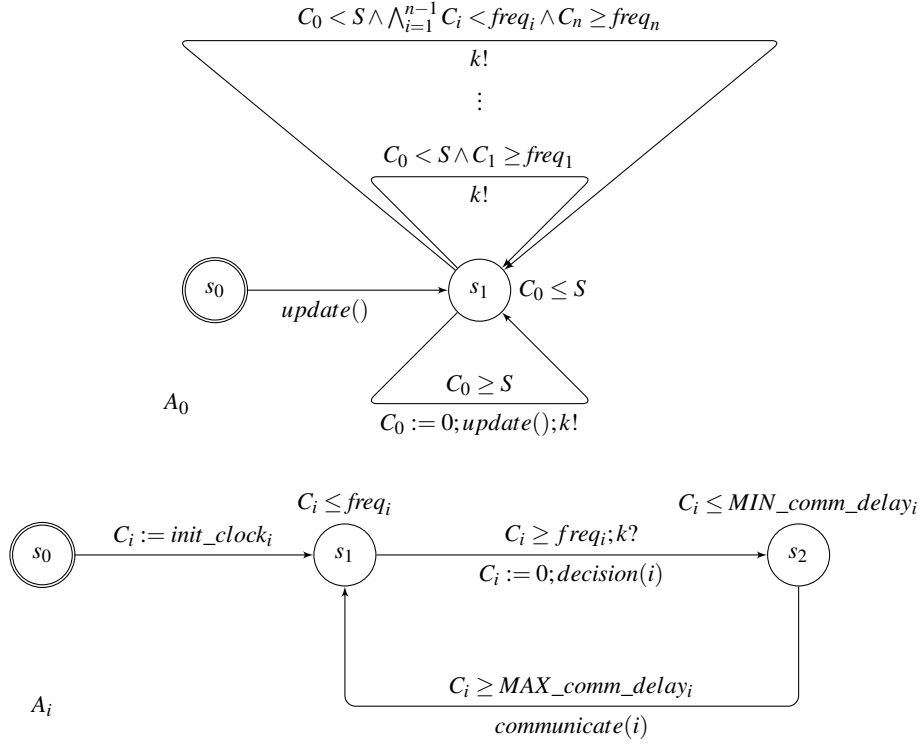 C_0 < S ∧ ⋀_{i=1}^{n−1} C_i < freq_i ∧ C_n ≥ freq_n
k!
⋮
C_0 < S ∧ C_1 ≥ freq_1
k!
s_0
update()
s_1
C_0 ≤ S
C_0 ≥ S
A_0
C_0 := 0; update(); k!
C_i ≤ freq_i
C_i ≤ MIN_comm_delay_i
s_0
C_i := init_clock_i
s_1
C_i ≥ freq_i; k?
C_i := 0; decision(i)
s_2
C_i ≥ MAX_comm_delay_i
A_i
communicate(i)